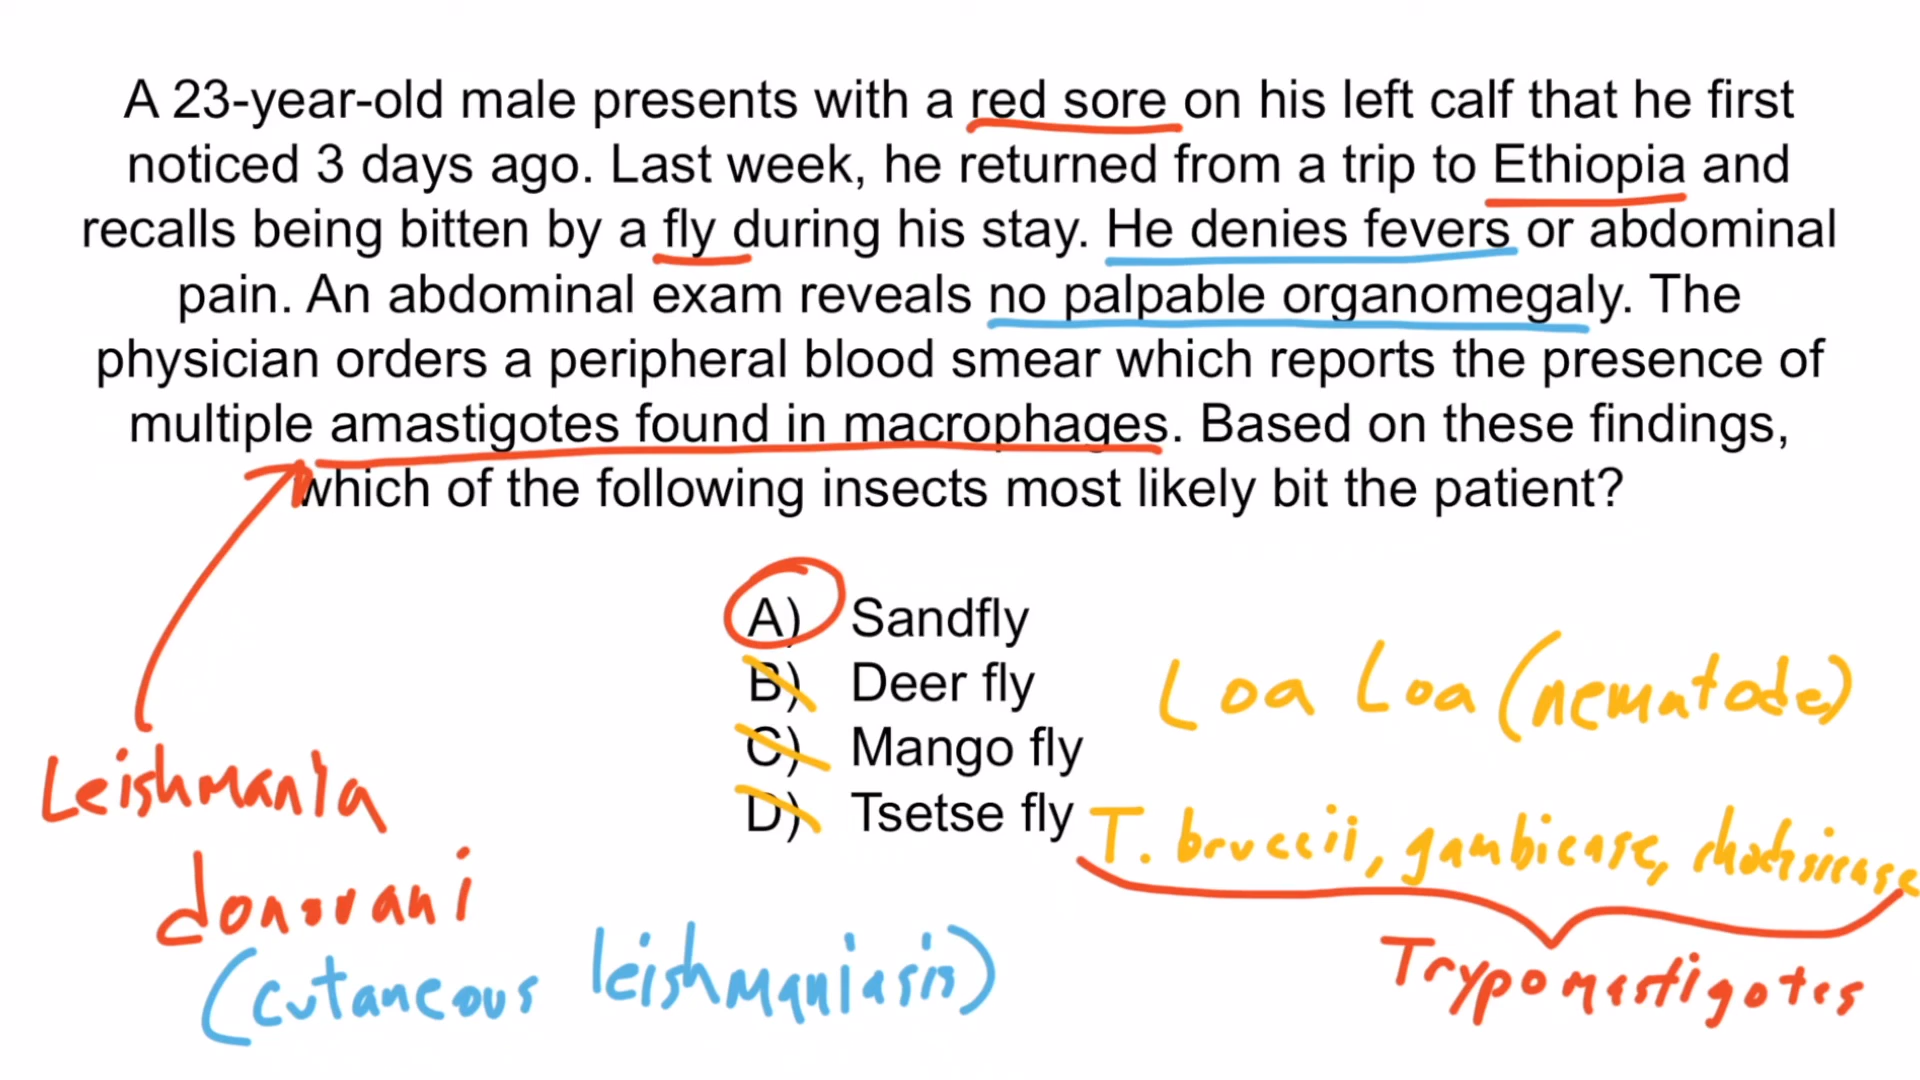 A 23-year-old male presents with a red sore on his left calf that he first
noticed 3 days ago. Last week, he returned from a trip to Ethiopia and
recalls being bitten by a fly during his stay. He denies fevers or abdominal
pain. An abdominal exam reveals no palpable organomegaly. The
physician orders a peripheral blood smear which reports the presence of
multiple amastigotes found in macrophages. Based on these findings,
which of the following insects most likely bit the patient?
A) Sandfly
B) Deer fly
C) Mango fly
D) Tsetse fly
Loa Loa (nematode)
T. bruceii, gambiense,
Trypomastigotes
Leishmania
donovani
(cutaneous leishmaniasis)